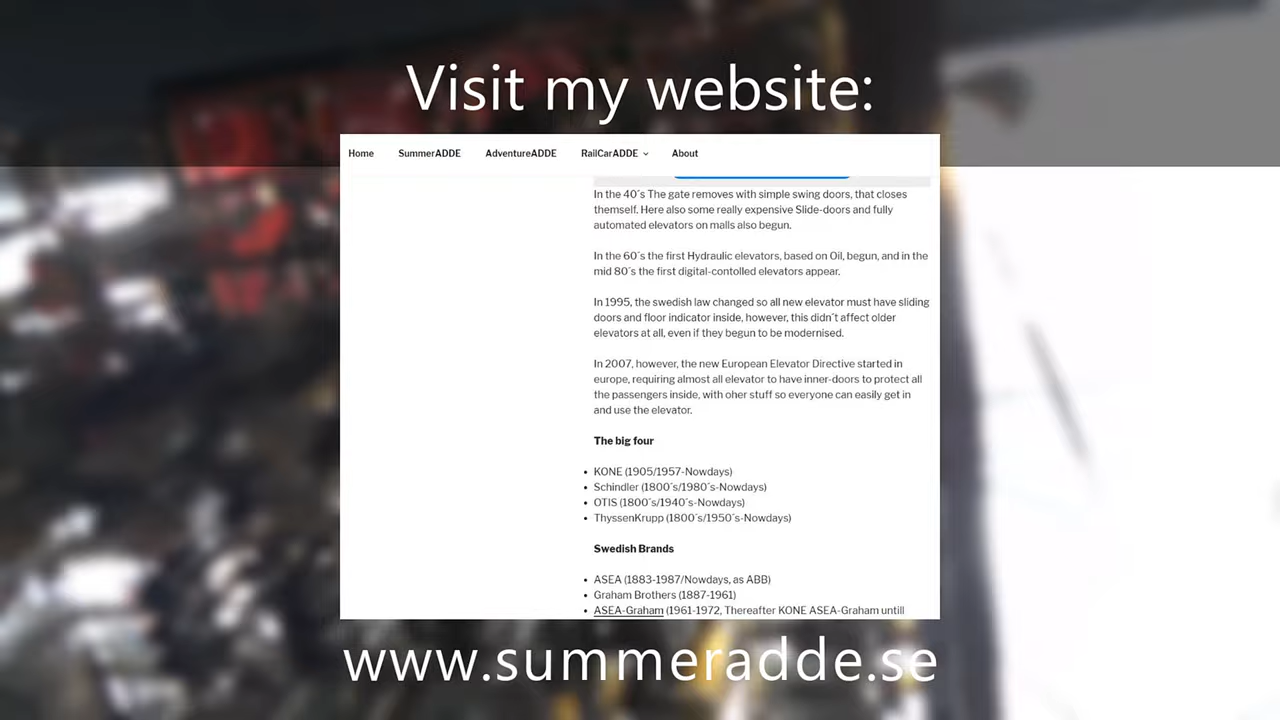 Visit my website:
Home SummerADDE AdventureADDE RailCarADDE About
In the 40´s The gate removes with simple swing doors, that closes
themself. Here also some really expensive Slide-doors and fully
automated elevators on malls also begun.
In the 60´s the first Hydraulic elevators, based on Oil, begun, and in the
mid 80´s the first digital-contolled elevators appear.
In 1995, the swedish law changed so all new elevator must have sliding
doors and floor indicator inside, however, this didn´t affect older
elevators at all, even if they begun to be modernised.
In 2007, however, the new European Elevator Directive started in
europe, requiring almost all elevator to have inner-doors to protect all
the passengers inside, with oher stuff so everyone can easily get in
and use the elevator.
The big four
• KONE (1905/1957-Nowdays)
• Schindler (1800´s/1980´s-Nowdays)
• OTIS (1800´s/1940´s-Nowdays)
• ThyssenKrupp (1800´s/1950´s-Nowdays)
Swedish Brands
• ASEA (1883-1987/Nowdays, as ABB)
• Graham Brothers (1887-1961)
• ASEA-Graham (1961-1972, Thereafter KONE ASEA-Graham untill
www.summeradde.se